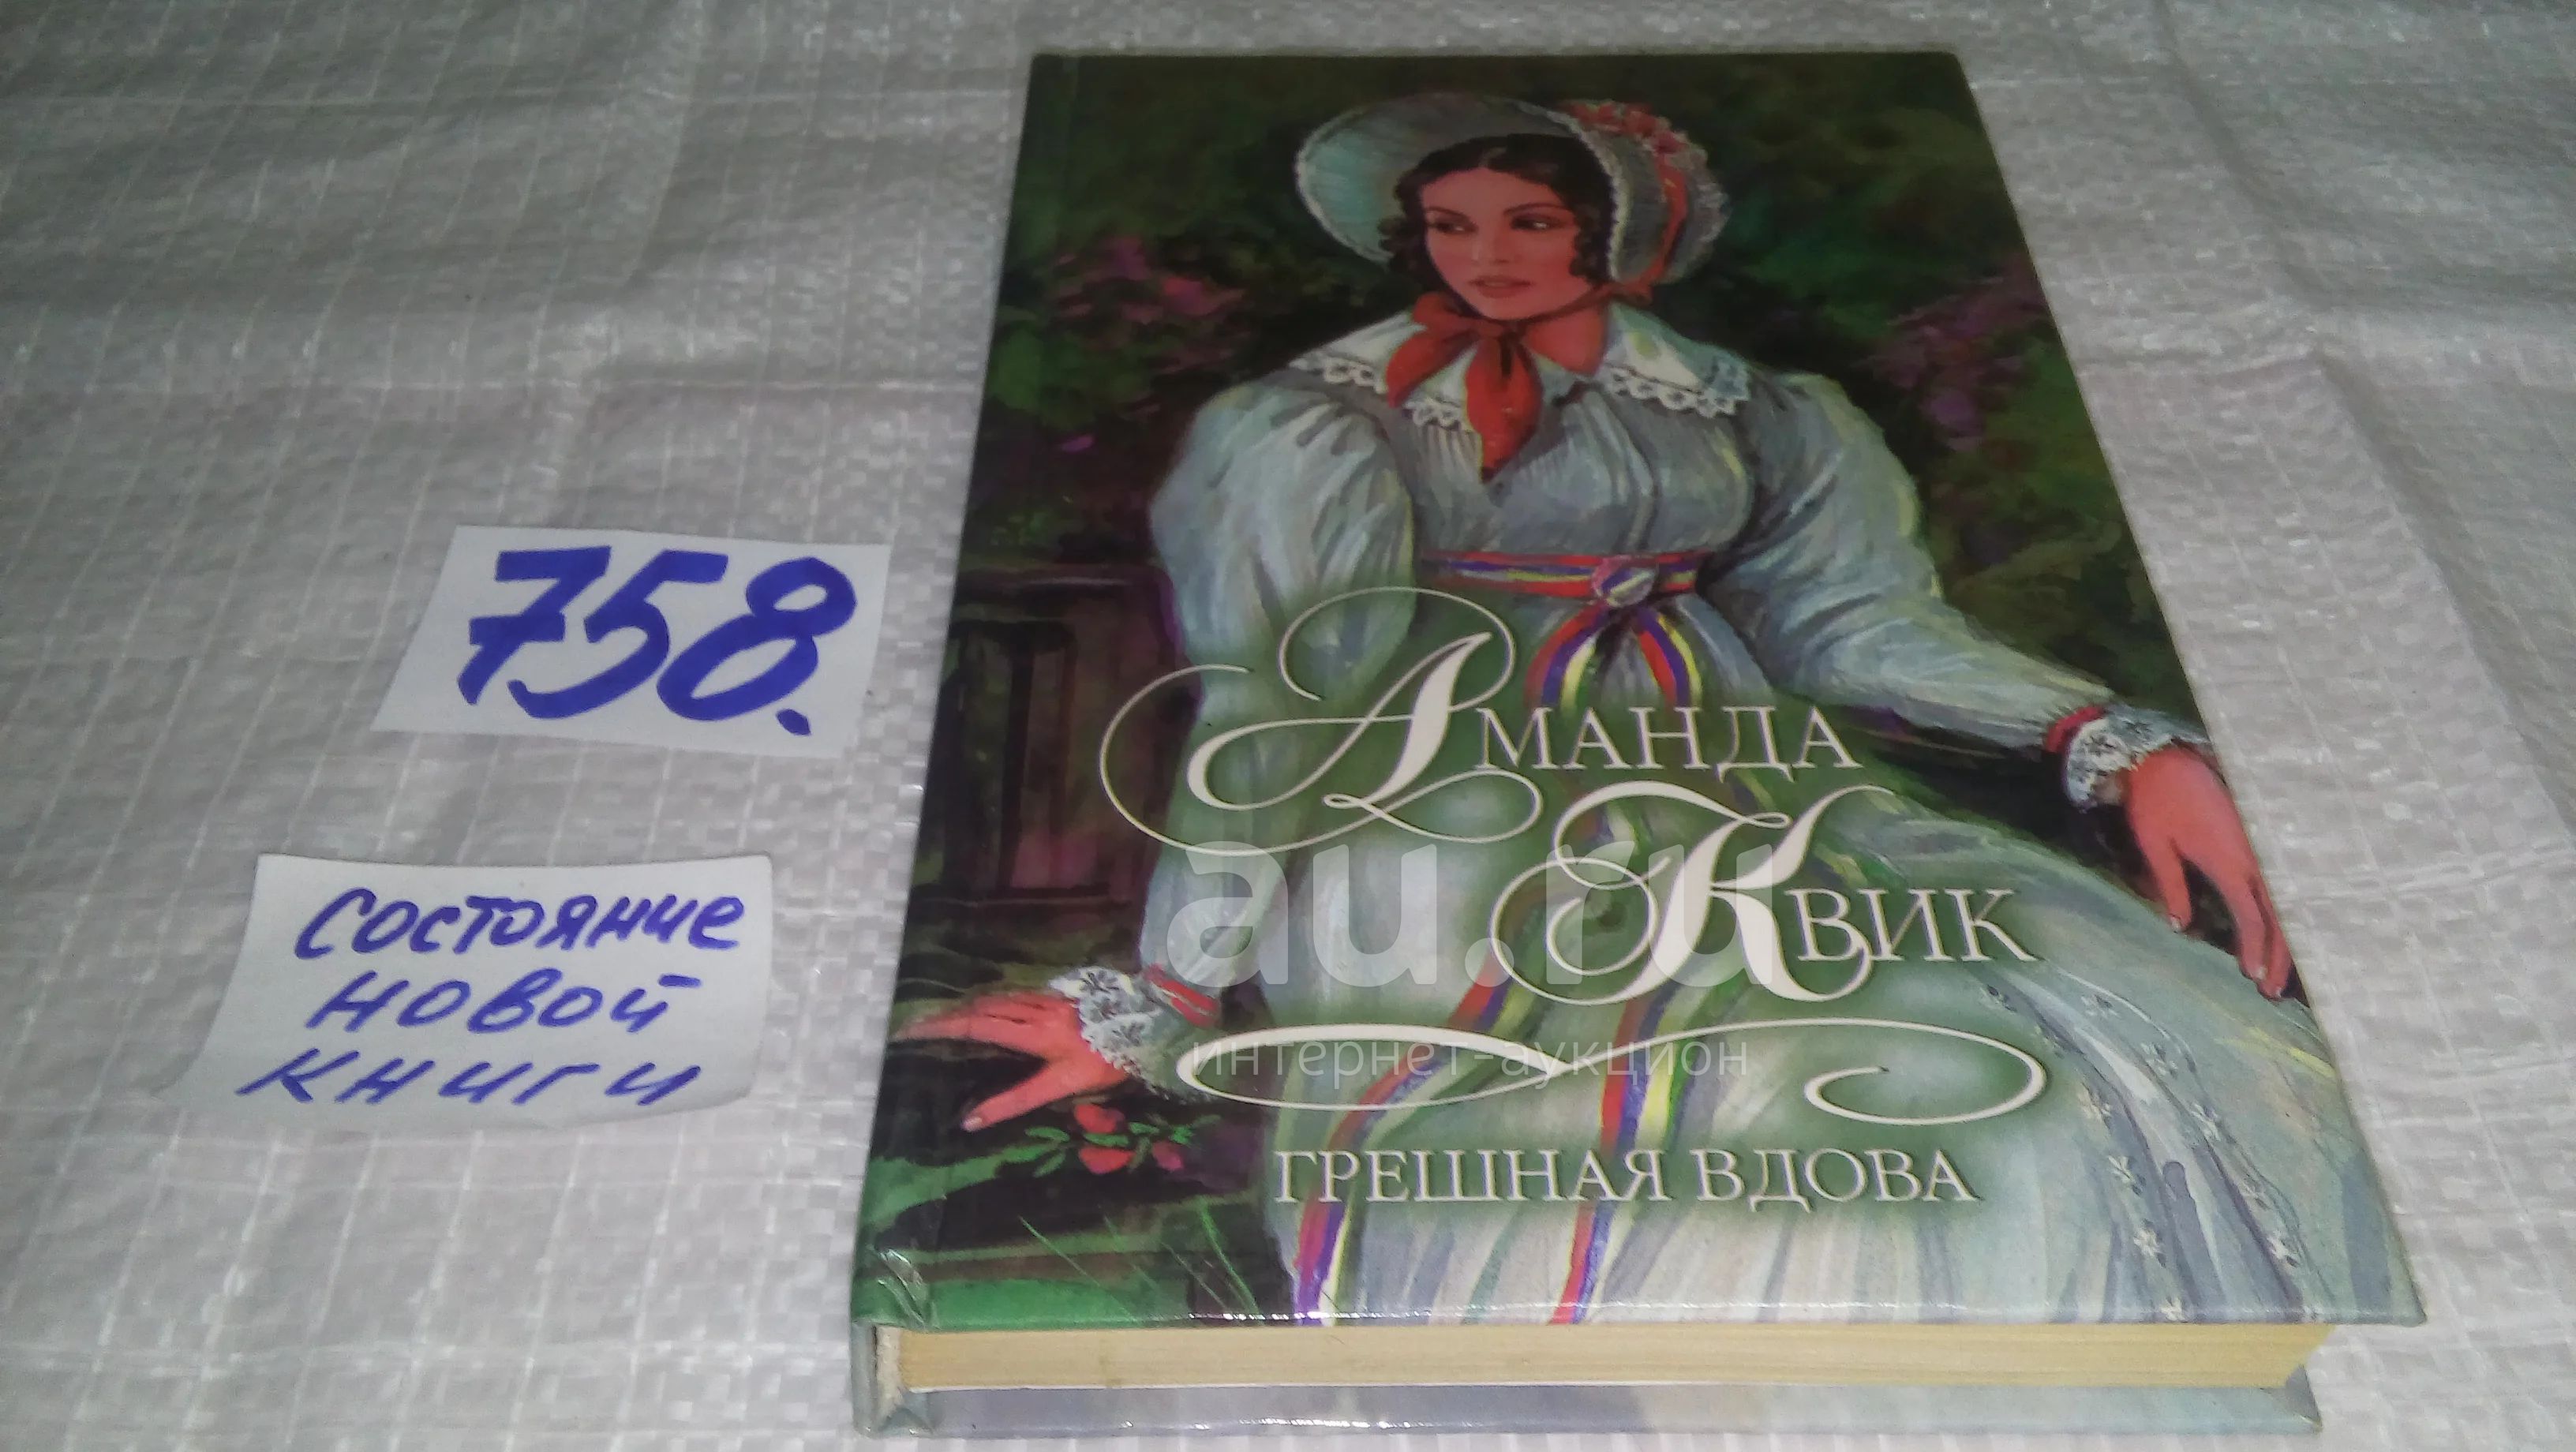 758.
состояние
новой
книги
АМАНДА
КВИК
au.ru
интернет-аукцион
ГРЕШНАЯ ВДОВА